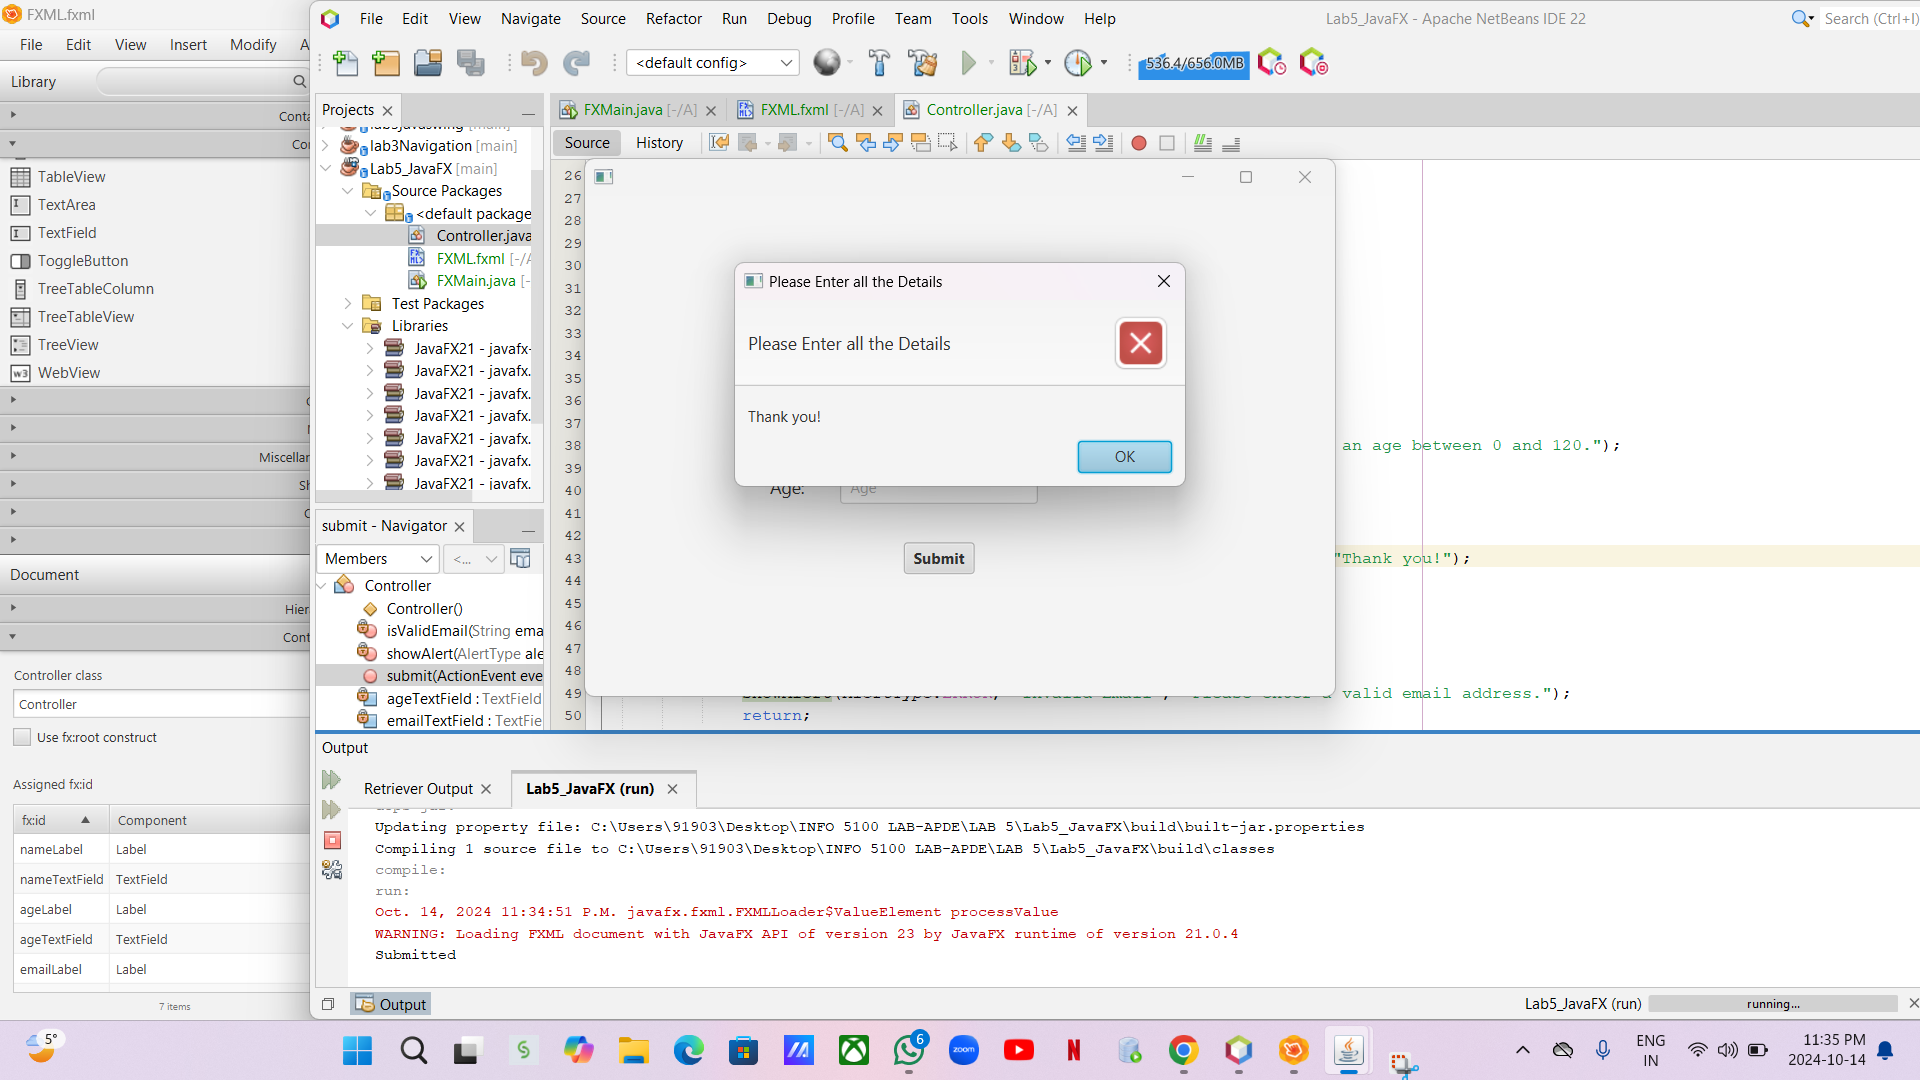 FXML.fxml
File Edit View Insert Modify
Library
TableView
TextArea
TextField
ToggleButton
TreeTableColumn
TreeTableView
TreeView
WebView
Miscellar
Document
Hier
Cont
Controller class
Controller
Use fx:root construct
Assigned fx:id
fx:id Component
nameLabel Label
nameTextField TextField
ageLabel Label
ageTextField TextField
emailLabel Label
7 items
File Edit View Navigate Source Refactor Run Debug Profile Team Tools Window Help
Lab5_JavaFX - Apache NetBeans IDE 22
Search (Ctrl+I)
<default config>
536.4/656.0MB
Projects
lab3Navigation [main]
Lab5_JavaFX [main]
Source Packages
<default package
Controller.java
FXML.fxml [-/A
FXMain.java [-
Test Packages
Libraries
JavaFX21 - javafx-
JavaFX21 - javafx.
JavaFX21 - javafx.
JavaFX21 - javafx.
JavaFX21 - javafx.
JavaFX21 - javafx.
JavaFX21 - javafx.
submit - Navigator
Members <...
Controller
Controller()
isValidEmail(String ema
showAlert(AlertType ale
submit(ActionEvent eve
ageTextField : TextField
emailTextField : TextFie
FXMain.java [-/A] FXML.fxml [-/A] Controller.java [-/A]
Source History
26
27
28
29
30
31
32
33
34
35
36
37
38 an age between 0 and 120.");
39
40
41
42
43 "Thank you!");
44
45
46
47
48
49 valid email address.");
50 return;
Please Enter all the Details
Please Enter all the Details
Thank you!
OK
Age: Age
Submit
Output
Retriever Output Lab5_JavaFX (run)
Updating property file: C:\Users\91903\Desktop\INFO 5100 LAB-APDE\LAB 5\Lab5_JavaFX\build\built-jar.properties
Compiling 1 source file to C:\Users\91903\Desktop\INFO 5100 LAB-APDE\LAB 5\Lab5_JavaFX\build\classes
compile:
run:
Oct. 14, 2024 11:34:51 P.M. javafx.fxml.FXMLLoader$ValueElement processValue
WARNING: Loading FXML document with JavaFX API of version 23 by JavaFX runtime of version 21.0.4
Submitted
Output
Lab5_JavaFX (run) running...
5°
6
zoom
ENG
IN
11:35 PM
2024-10-14